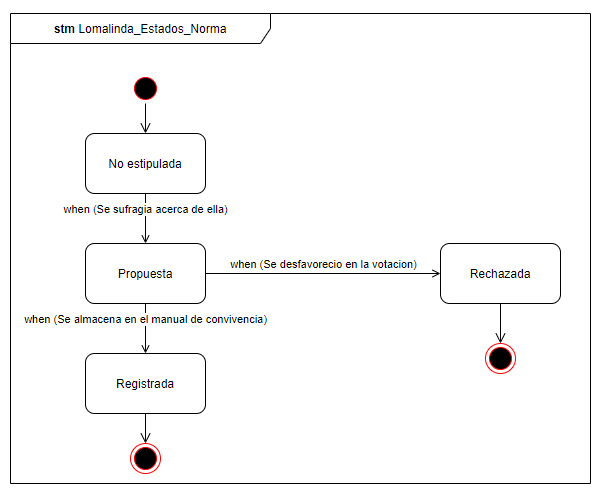 stm Lomalinda_Estados_Norma
No estipulada
when (Se sufragia acerca de ella)
Propuesta
when (Se desfavorecio en la votacion)
Rechazada
when (Se almacena en el manual de convivencia)
Registrada